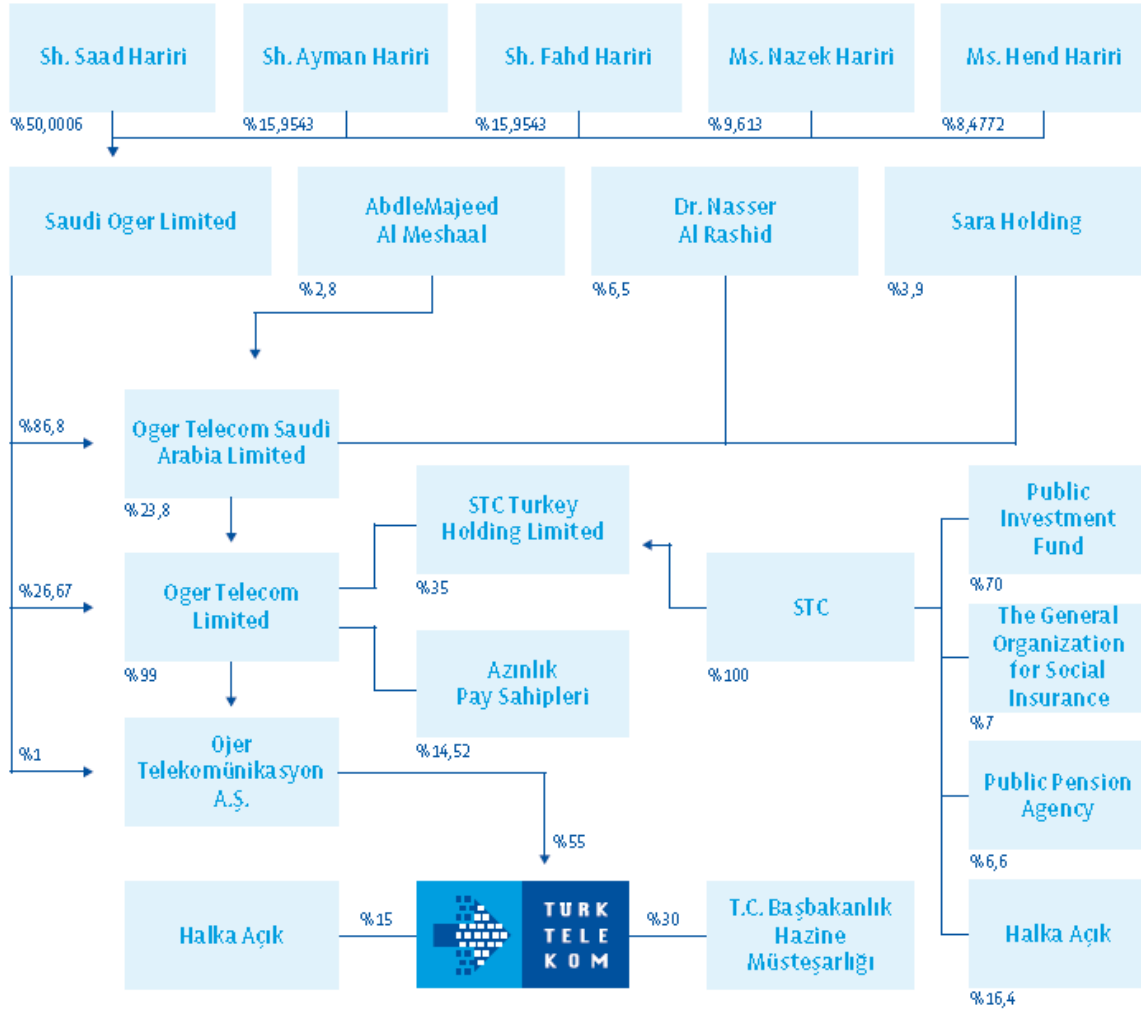 Sh. Saad Hariri
Sh. Ayman Hariri
Sh. Fahd Hariri
Ms. Nazek Hariri
Ms. Hend Hariri
%50,0006
%15,9543
%15,9543
%9,613
%8,4772
Saudi Oger Limited
AbdleMajeed
Al Meshaal
Dr. Nasser
Al Rashid
Sara Holding
%2,8
%6,5
%3,9
%86,8
Oger Telecom Saudi
Arabia Limited
%23,8
STC Turkey
Holding Limited
%35
Public
Investment
Fund
%70
%26,67
Oger Telecom
Limited
%99
STC
%100
The General
Organization
for Social
Insurance
%7
Azınlık
Pay Sahipleri
%14,52
%1
Ojer
Telekomünikasyon
A.Ş.
Public Pension
Agency
%6,6
%55
Halka Açık
%15
TURK
TELE
KOM
%30
T.C. Başbakanlık
Hazine
Müsteşarlığı
Halka Açık
%16,4